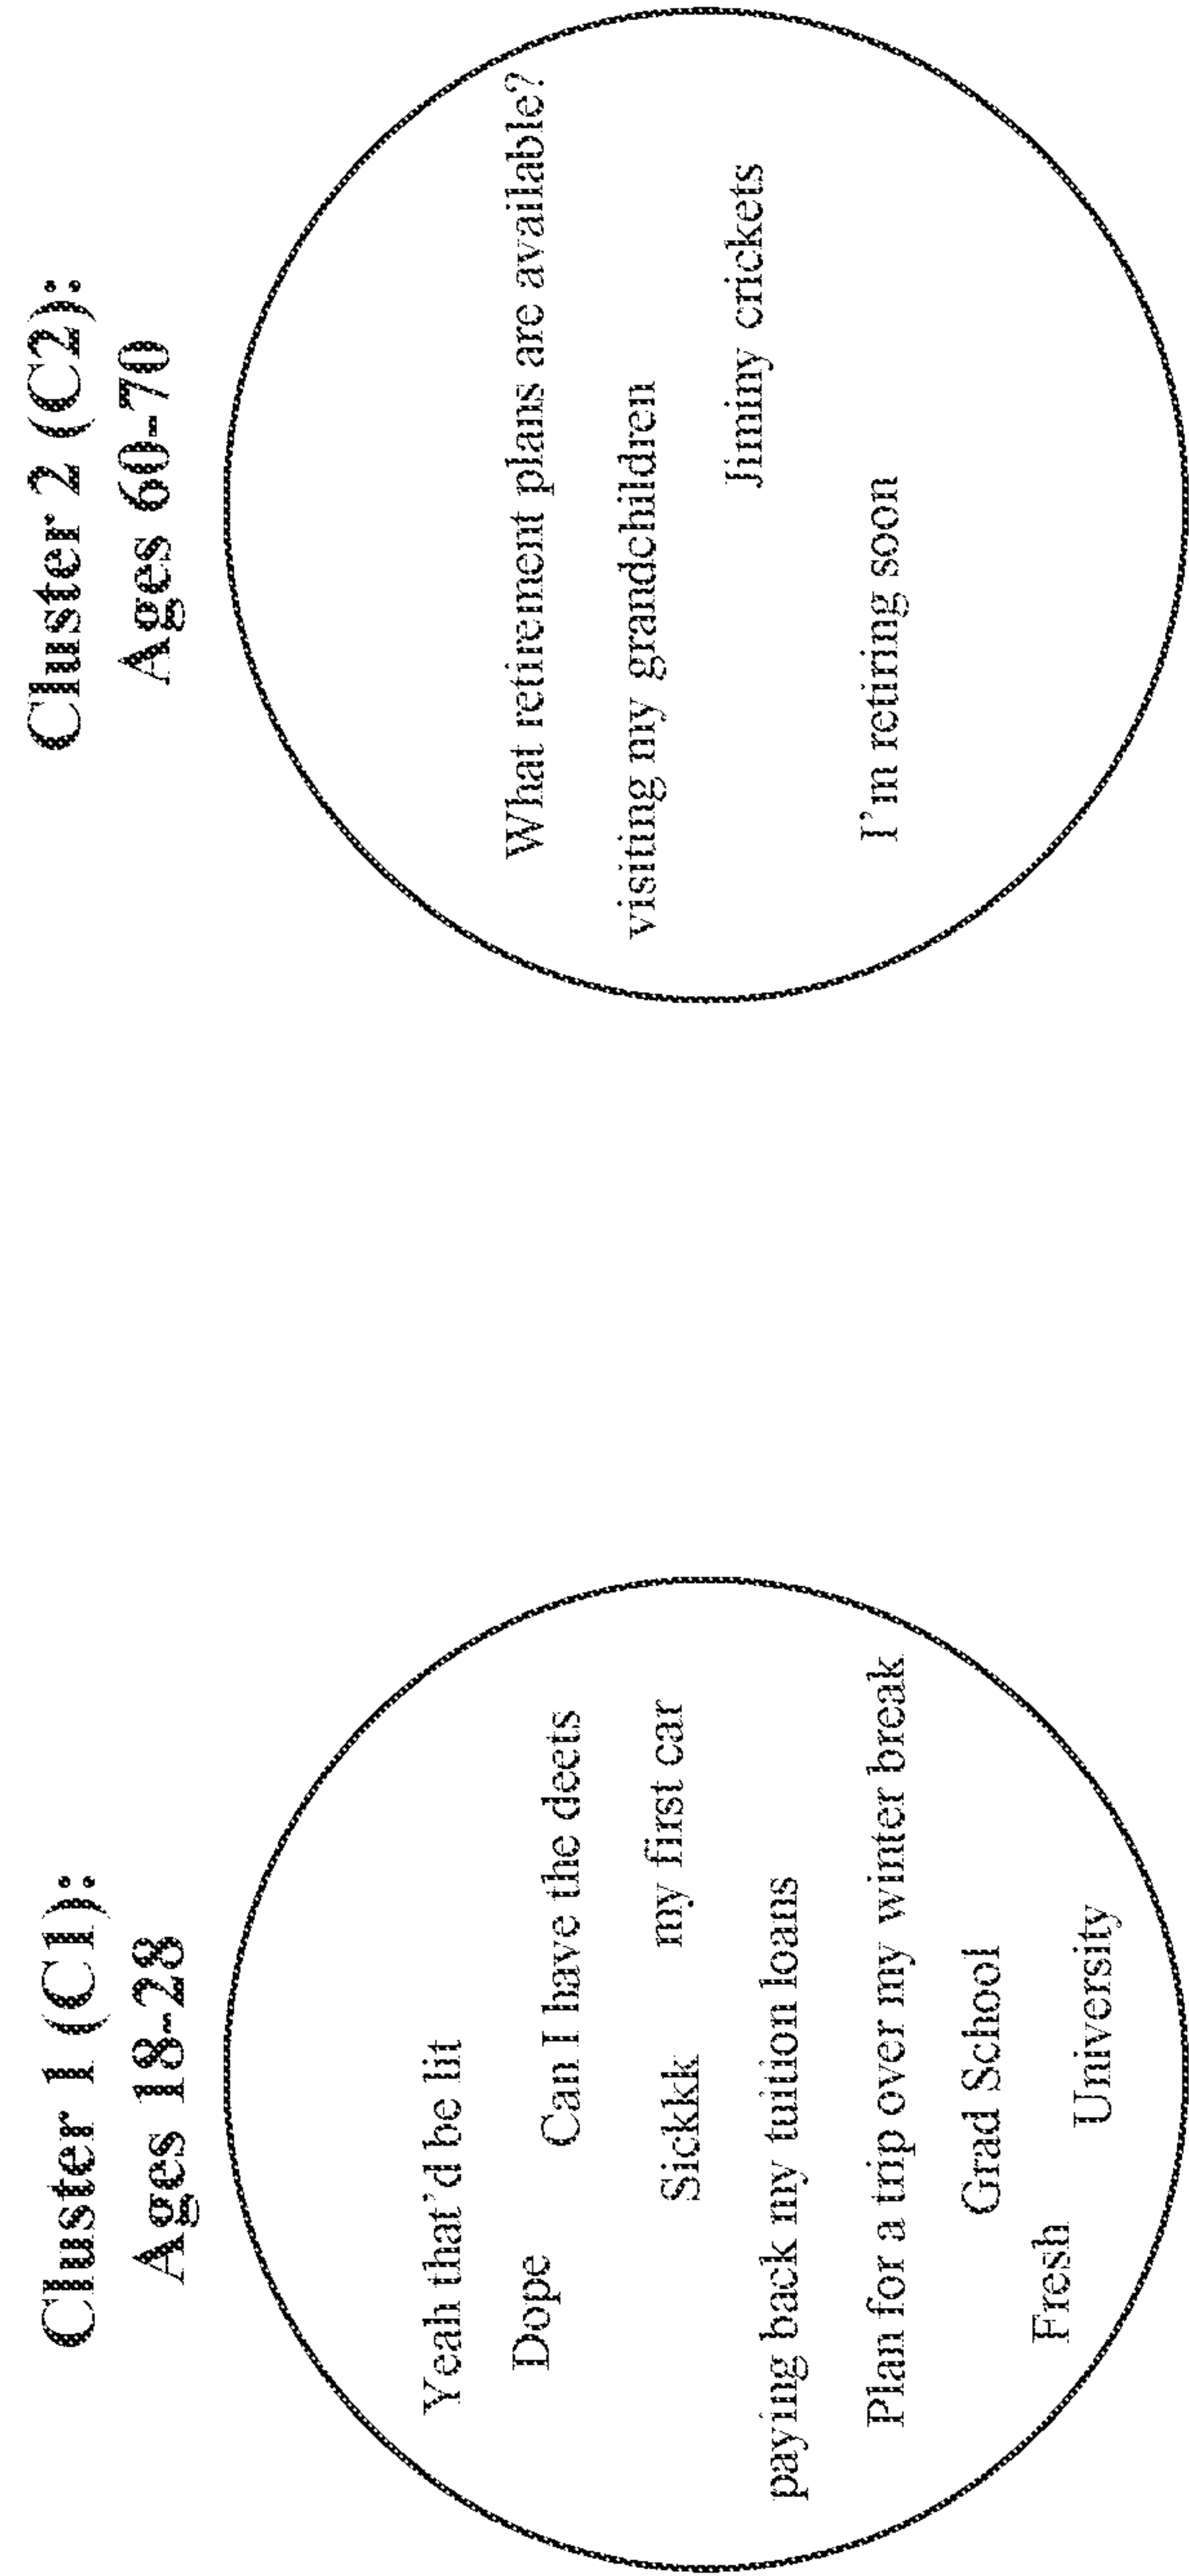 Cluster 1 (C1):
Ages 18-28
Yeah that'd be lit
Dope
Can I have the deets
Sickkk
my first car
paying back my tuition loans
Plan for a trip over my winter break
Grad School
Fresh
University
Cluster 2 (C2):
Ages 60-70
What retirement plans are available?
visiting my grandchildren
Jiminy crickets
I'm retiring soon